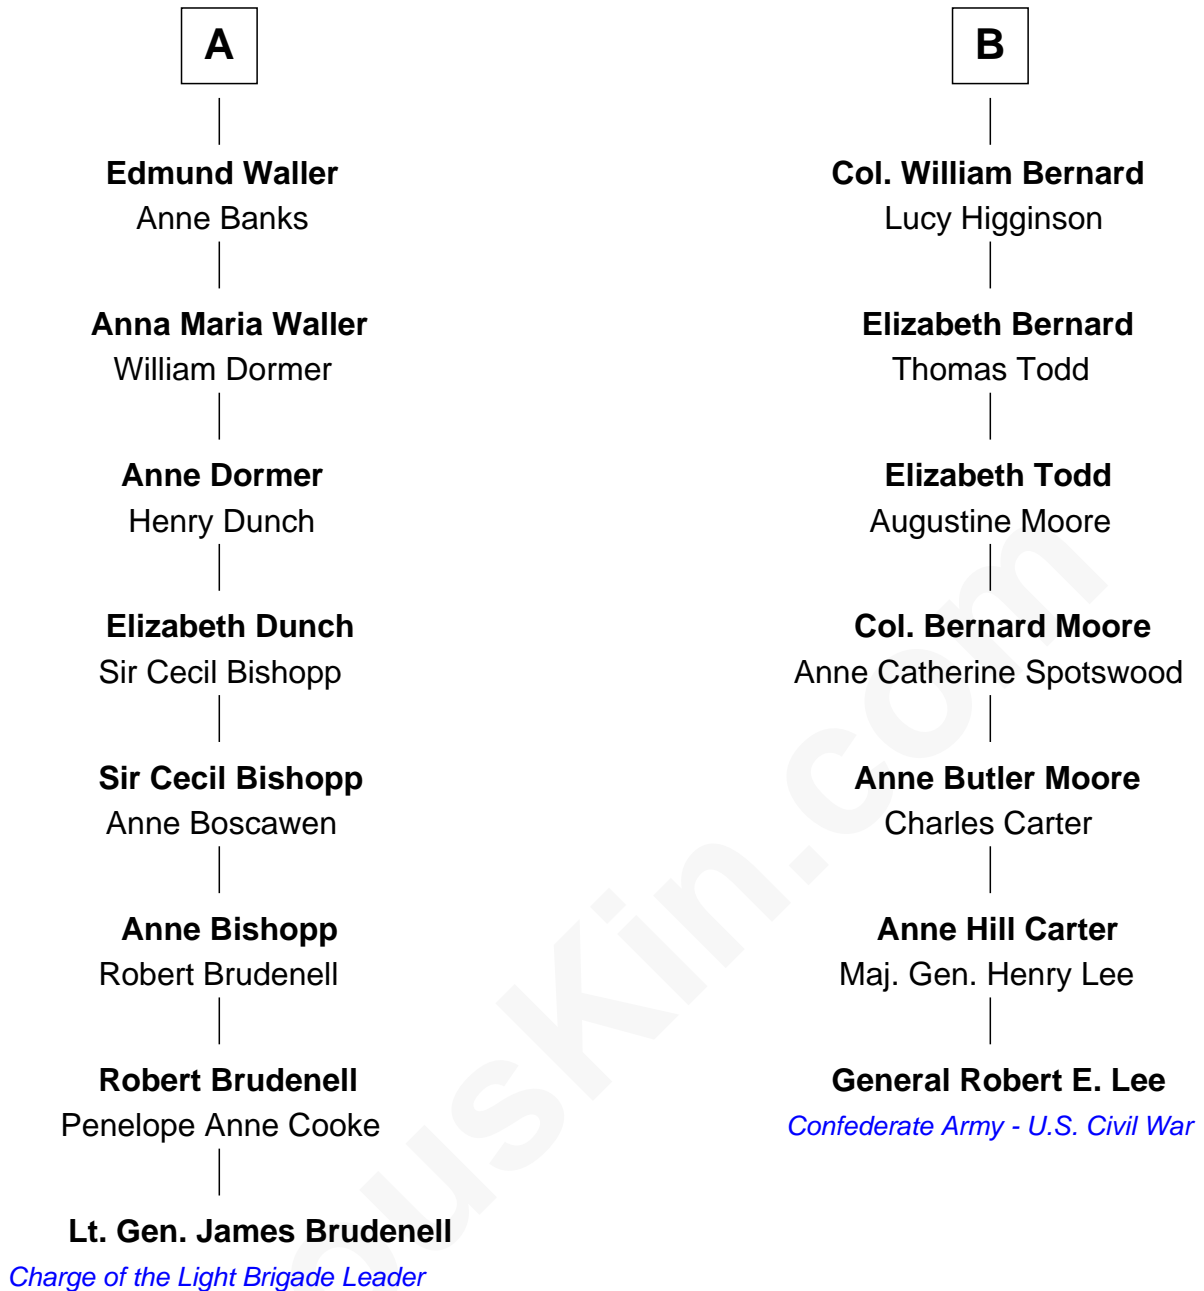 A
Edmund Waller
Anne Banks
Anna Maria Waller
William Dormer
Anne Dormer
Henry Dunch
Elizabeth Dunch
Sir Cecil Bishopp
Sir Cecil Bishopp
Anne Boscawen
Anne Bishopp
Robert Brudenell
Robert Brudenell
Penelope Anne Cooke
Lt. Gen. James Brudenell
Charge of the Light Brigade Leader
B
Col. William Bernard
Lucy Higginson
Elizabeth Bernard
Thomas Todd
Elizabeth Todd
Augustine Moore
Col. Bernard Moore
Anne Catherine Spotswood
Anne Butler Moore
Charles Carter
Anne Hill Carter
Maj. Gen. Henry Lee
General Robert E. Lee
Confederate Army - U.S. Civil War